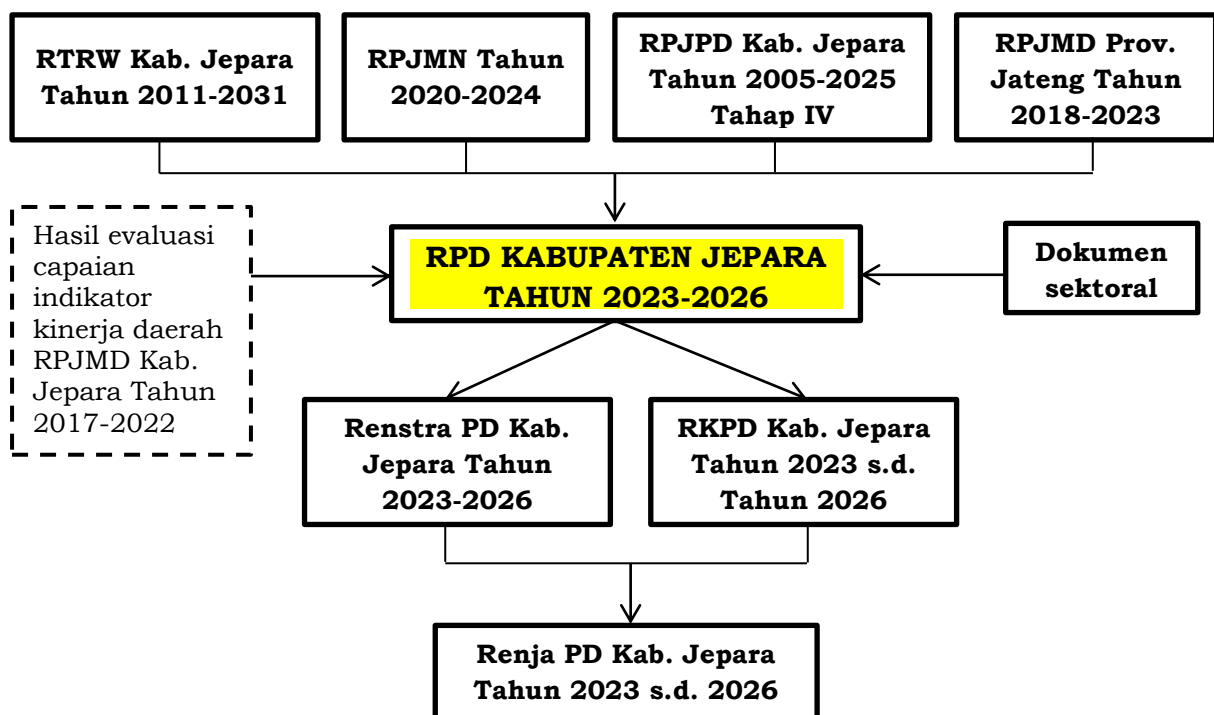 RTRW Kab. Jepara
Tahun 2011-2031
RPJMN Tahun
2020-2024
RPJPD Kab. Jepara
Tahun 2005-2025
Tahap IV
RPJMD Prov.
Jateng Tahun
2018-2023
Hasil evaluasi
capaian
indikator
kinerja daerah
RPJMD Kab.
Jepara Tahun
2017-2022
RPD KABUPATEN JEPARA
TAHUN 2023-2026
Dokumen
sektoral
Renstra PD Kab.
Jepara Tahun
2023-2026
RKPD Kab. Jepara
Tahun 2023 s.d.
Tahun 2026
Renja PD Kab. Jepara
Tahun 2023 s.d. 2026